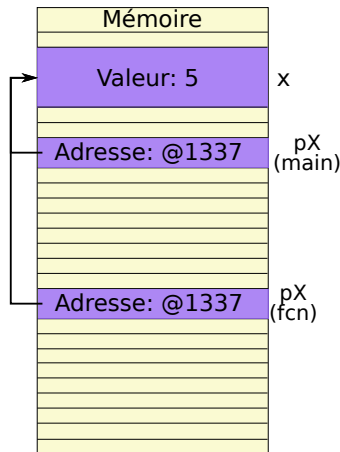 Mémoire
Valeur: 5
x
Adresse: @1337
pX
(main)
Adresse: @1337
pX
(fcn)